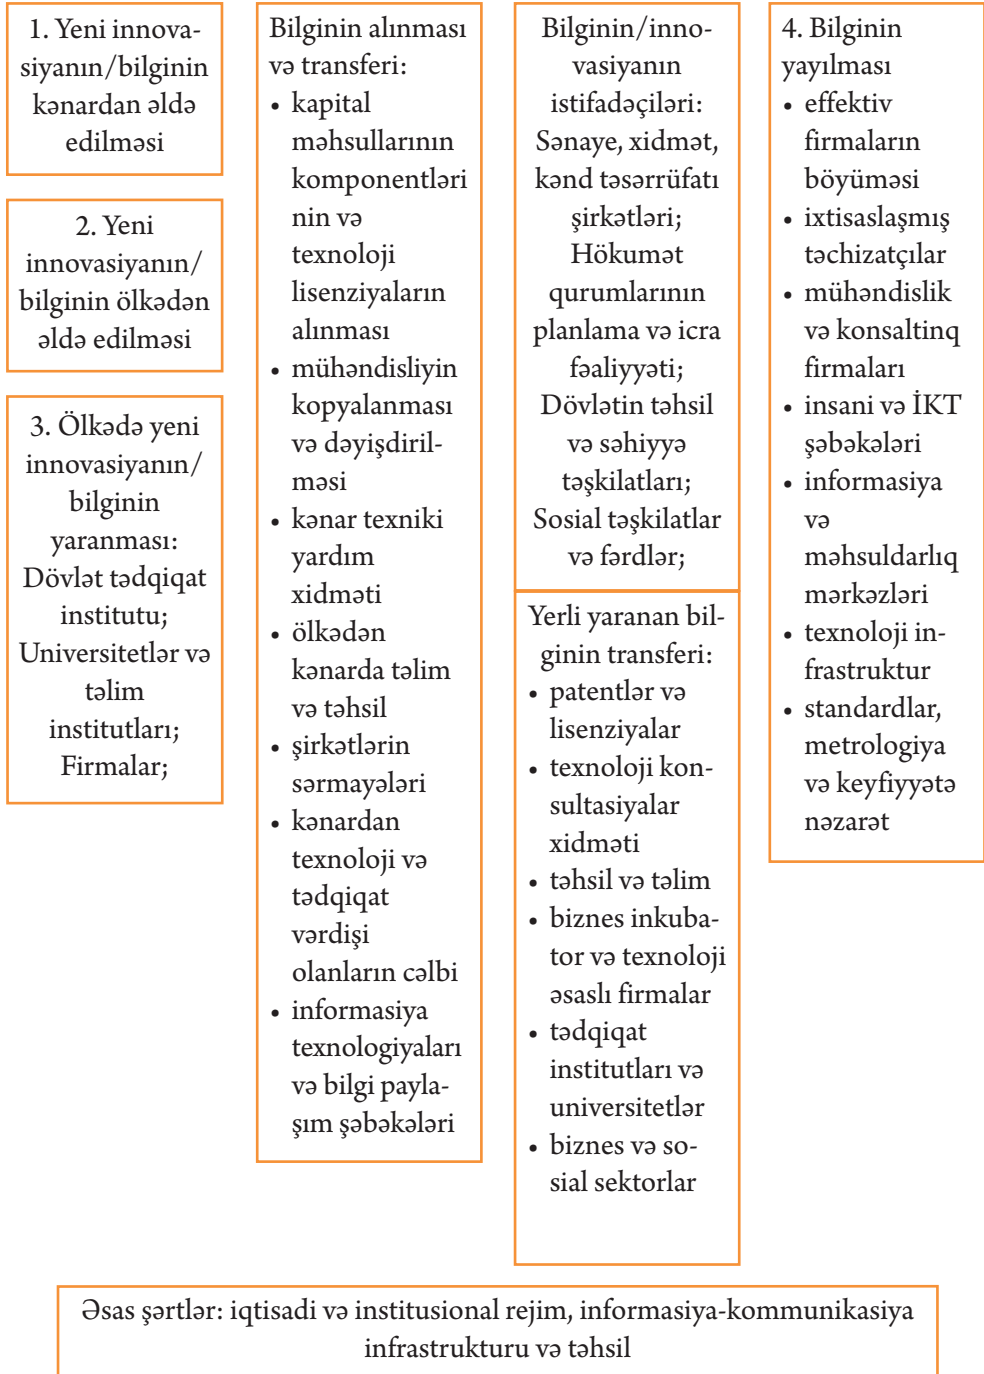 1. Yeni innova-
siyanın/bilginin
kənardan əldə
edilməsi
2. Yeni
innovasiyanın/
bilginin ölkədən
əldə edilməsi
3. Ölkədə yeni
innovasiyanın/
bilginin
yaranması:
Dövlət tədqiqat
institutu;
Universitetlər və
təlim
institutları;
Firmalar;
Bilginin alınması
və transferi:
• kapital
məhsullarının
komponentləri
nin və
texnoloji
lisenziyaların
alınması
• mühəndisliyin
kopyalanması
və dəyişdiril-
məsi
• kənar texniki
yardım
xidməti
• ölkədən
kənarda təlim
və təhsil
• şirkətlərin
sərmayələri
• kənardan
texnoloji və
tədqiqat
vərdişi
olanların cəlbi
• informasiya
texnologiyaları
və bilgi payla-
şım şəbəkələri
Bilginin/inno-
vasiyanın
istifadəçiləri:
Sənaye, xidmət,
kənd təsərrüfatı
şirkətləri;
Hökumət
qurumlarının
planlama və icra
fəaliyyəti;
Dövlətin təhsil
və səhiyyə
təşkilatları;
Sosial təşkilatlar
və fərdlər;
Yerli yaranan bil-
ginin transferi:
• patentlər və
lisenziyalar
• texnoloji kon-
sultasiyalar
xidməti
• təhsil və təlim
• biznes inkuba-
tor və texnoloji
əsaslı firmalar
• tədqiqat
institutları və
universitetlər
• biznes və so-
sial sektorlar
4. Bilginin
yayılması
• effektiv
firmaların
böyüməsi
• ixtisaslaşmış
təchizatçılar
• mühəndislik
və konsaltinq
firmaları
• insani və İKT
şəbəkələri
• informasiya
və
məhsuldarlıq
mərkəzləri
• texnoloji in-
frastruktur
• standardlar,
metrologiya
və keyfiyyətə
nəzarət
Əsas şərtlər: iqtisadi və institusional rejim, informasiya-kommunikasiya
infrastrukturu və təhsil